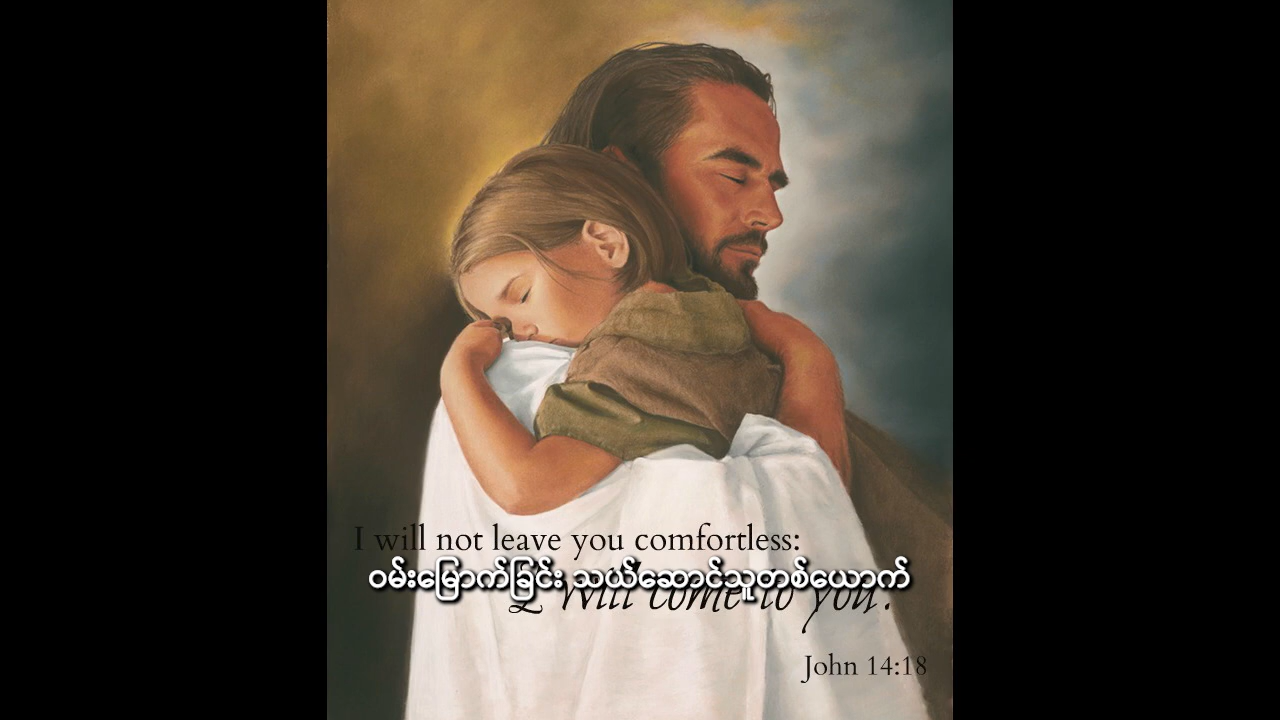 I will not leave you comfortless:
ဝမ်းမြောက်ခြင်း သယ်ဆောင်သူတစ်ယောက်
I will come to you.
John 14:18